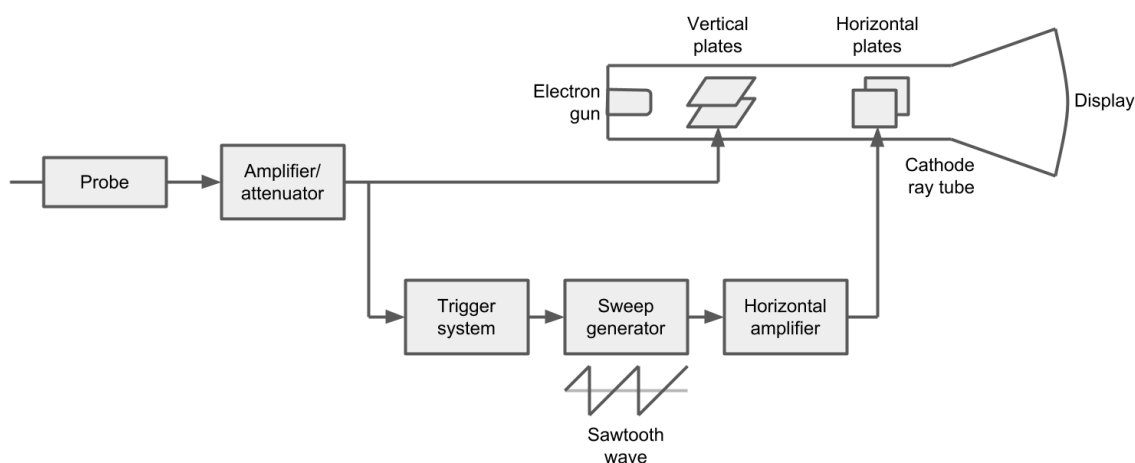 Vertical
plates
Horizontal
plates
Electron
gun
Display
Cathode
ray tube
Probe
Amplifier/
attenuator
Trigger
system
Sweep
generator
Horizontal
amplifier
Sawtooth
wave